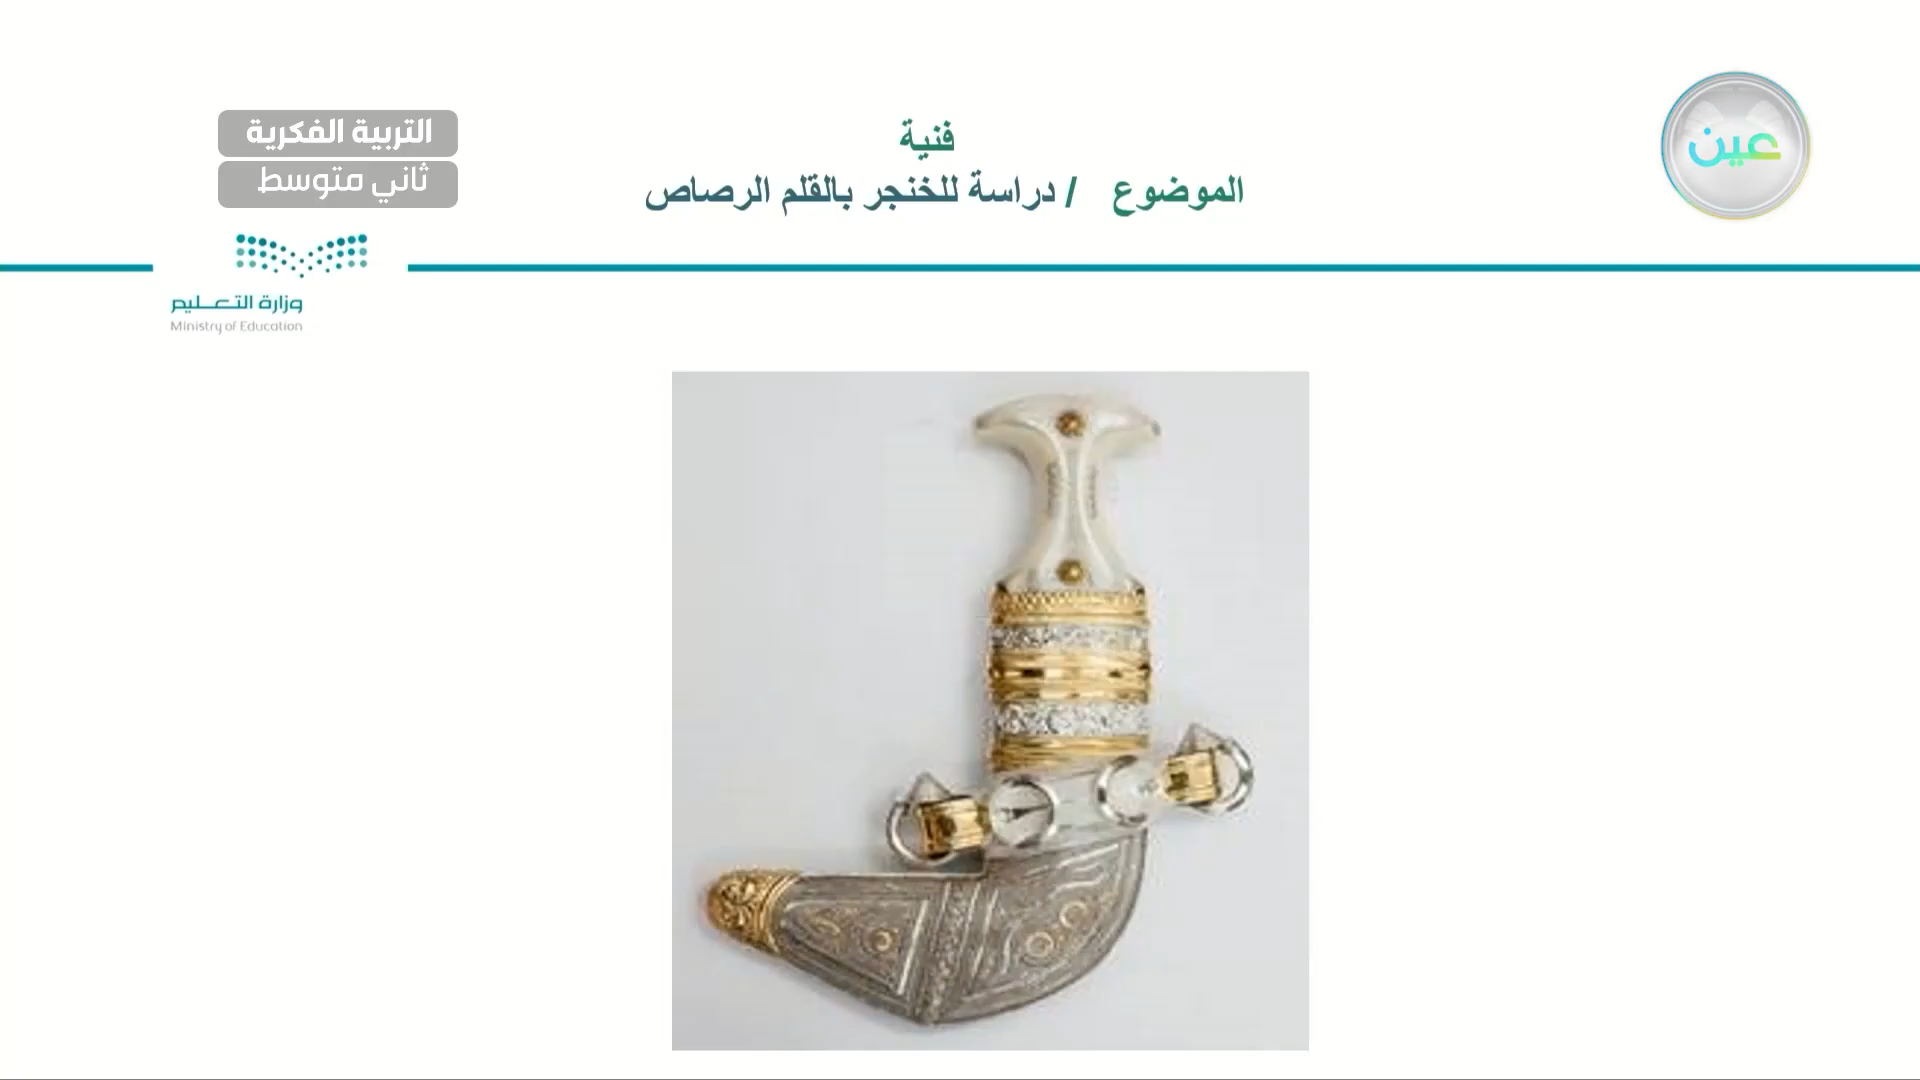 عين
فنية
الموضوع / دراسة للخنجر بالقلم الرصاص
التربية الفكرية
ثاني متوسط
وزارة التعليم
Ministry of Education